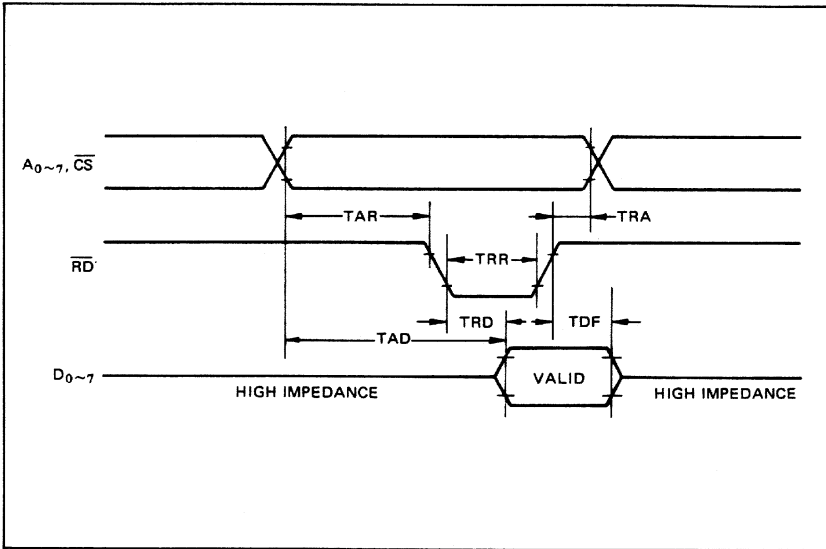 A0~7, CS
TAR
TRA
RD
TRR
TRD
TDF
TAD
D0~7
VALID
HIGH IMPEDANCE
HIGH IMPEDANCE